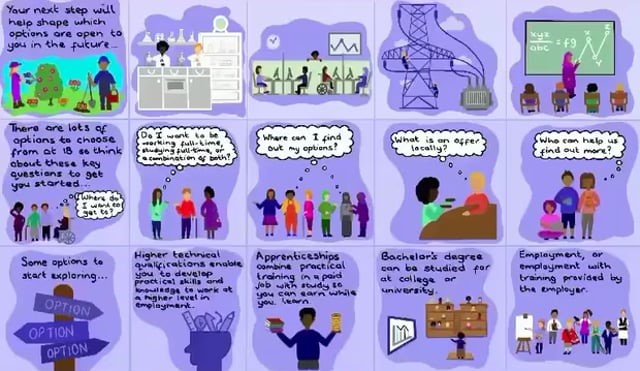 Your next step will
help shape which
options are open to
you in the future...
xyz
abc
= fg
X
Y
Z
There are lots of
options to choose
from at 18 so think
about these key
questions to get
you started...
Where do
I want to
get to?
Do I want to be
working full-time,
studying full-time, or
a combination of both?
Where can I find
out my options?
What is on offer
locally?
Who can help us
find out more?
Some options to
start exploring...
OPTION
OPTION
OPTION
Higher technical
qualifications enable
you to develop
practical skills and
knowledge to work at
a higher level in
employment.
Apprenticeships
combine practical
training in a paid
job with study so
you can earn while
you learn.
Bachelor's degree
can be studied for
at college or
university.
Employment, or
employment with
training provided by
the employer.